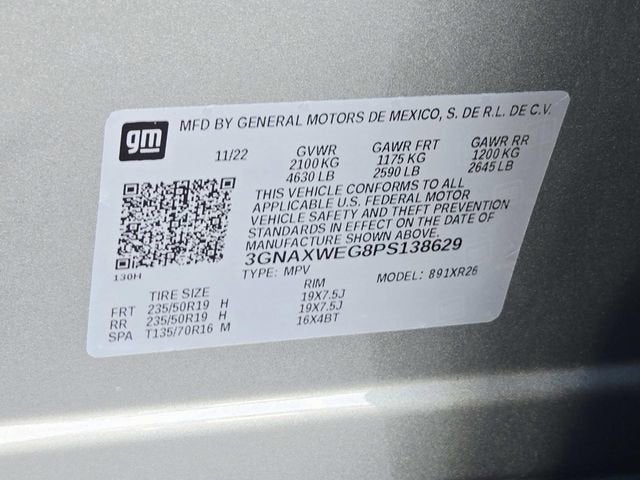 gm
MFD BY GENERAL MOTORS DE MEXICO, S. DE R.L. DE C.V.
11/22 GVWR GAWR FRT GAWR RR
2100 KG 1175 KG 1200 KG
4630 LB 2590 LB 2645 LB
THIS VEHICLE CONFORMS TO ALL
APPLICABLE U.S. FEDERAL MOTOR
VEHICLE SAFETY AND THEFT PREVENTION
STANDARDS IN EFFECT ON THE DATE OF
MANUFACTURE SHOWN ABOVE.
3GNAXWEG8PS138629
130H
TYPE: MPV MODEL: 891XR26
TIRE SIZE RIM
FRT 235/50R19 H 19X7.5J
RR 235/50R19 H 19X7.5J
SPA T135/70R16 M 16X4BT